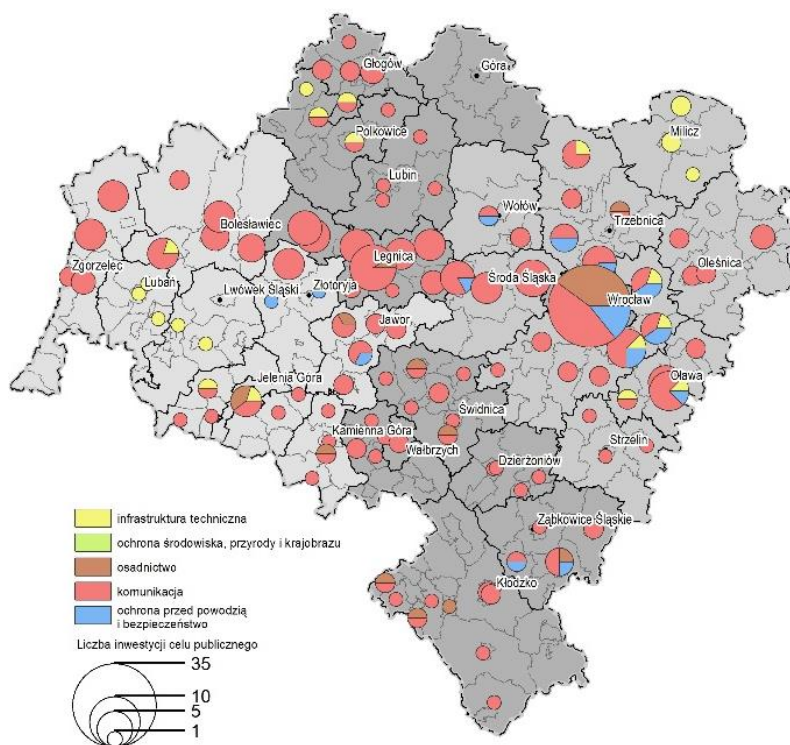 Głogów
Góra
Polkowice
Milicz
Lubin
Wołów
Trzebnica
Bolesławiec
Oleśnica
Legnica
Zgorzelec
Środa Śląska
Lubań
Lwówek Śląski
Złotoryja
Wrocław
Jawor
Oława
Jelenia Góra
Świdnica
Kamienna Góra
Strzelin
Wałbrzych
Dzierżoniów
Ząbkowice Śląskie
Kłodzko
infrastruktura techniczna
ochrona środowiska, przyrody i krajobrazu
osadnictwo
komunikacja
ochrona przed powodzią
i bezpieczeństwo
Liczba inwestycji celu publicznego
35
10
5
1